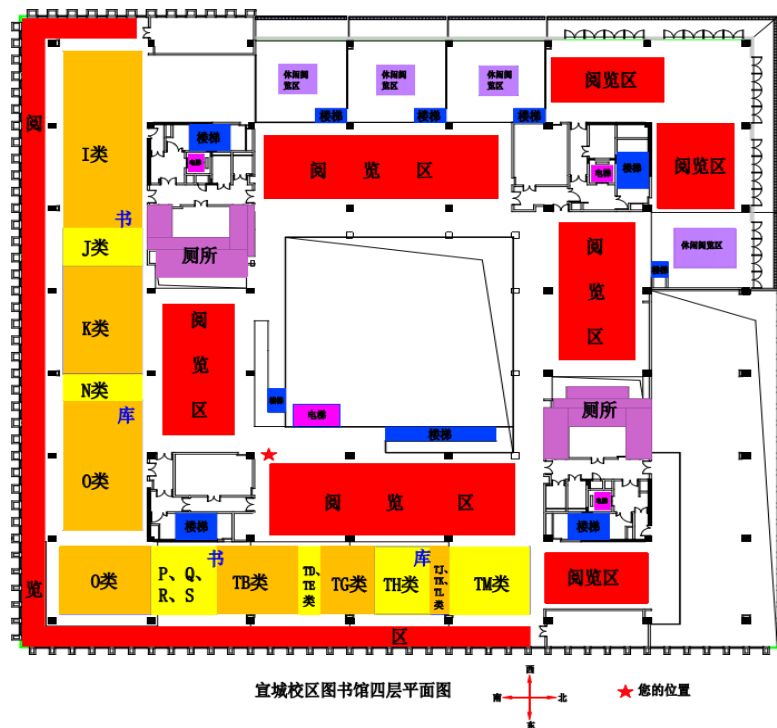 休闲阅
览区
休闲阅
览区
休闲阅
览区
阅览区
楼梯
楼梯
楼梯
阅
楼梯
I类
电梯
阅 览 区
电梯
楼梯
阅览区
书
J类
厕所
阅
览
区
休闲阅览区
楼梯
K类
阅
览
区
N类
库
楼梯
电梯
厕所
楼梯
O类
阅 览 区
电梯
楼梯
楼梯
书
库
览
O类
P、Q、
R、S
TB类
TD、
TE
类
TG类
TH类
TJ、
TK、
TL
类
TM类
阅览区
区
宣城校区图书馆四层平面图
西
南
北
东
您的位置